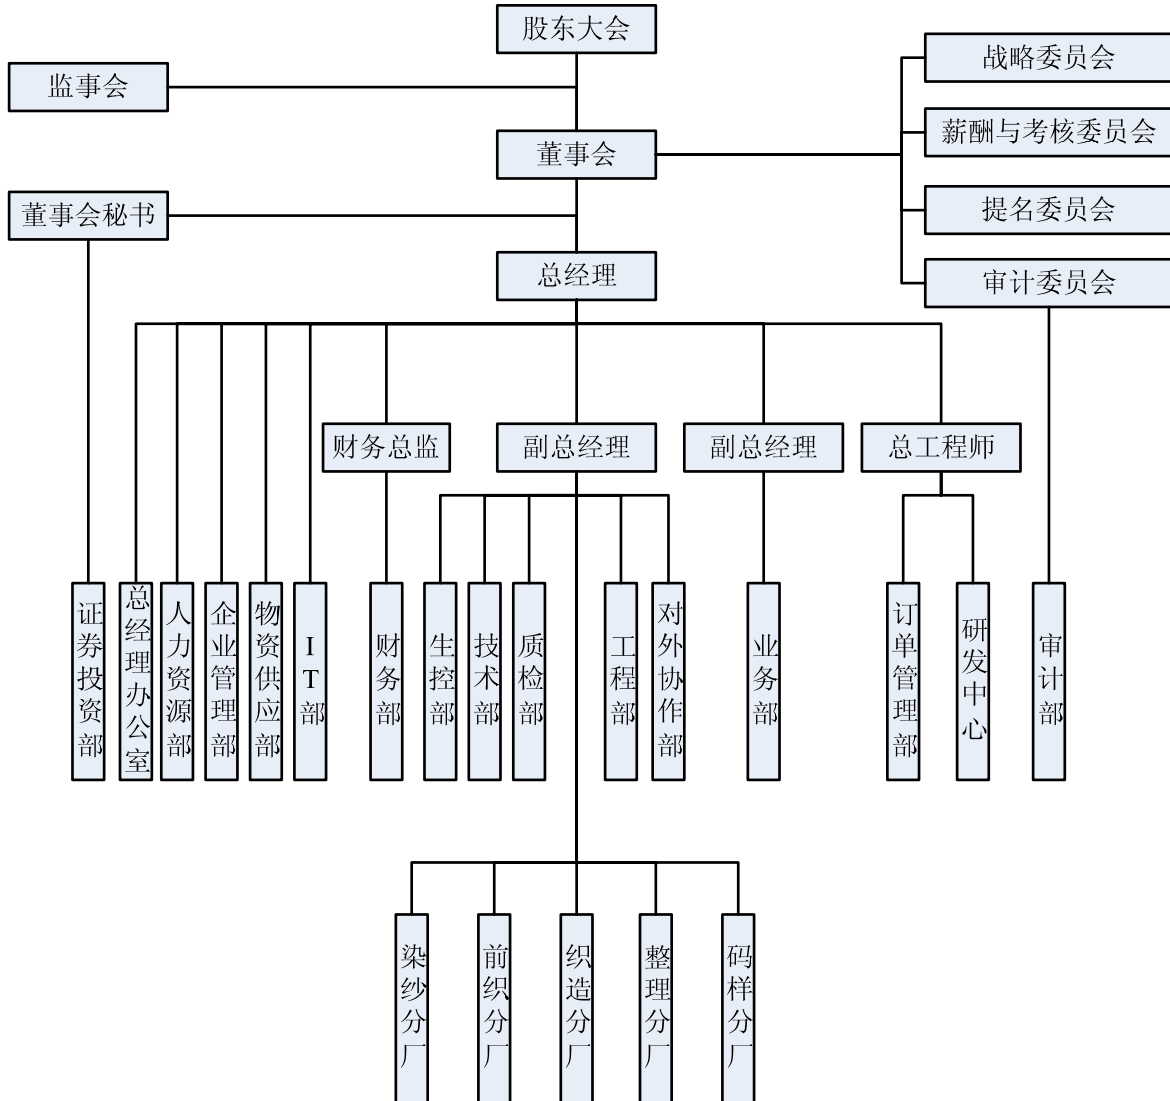 股东大会
战略委员会
监事会
薪酬与考核委员会
董事会
提名委员会
董事会秘书
总经理
审计委员会
财务总监
副总经理
副总经理
总工程师
证券投资部
总经理办公室
人力资源部
企业管理部
物资供应部
IT部
财务部
生控部
技术部
质检部
工程部
对外协作部
业务部
订单管理部
研发中心
审计部
染纱分厂
前织分厂
织造分厂
整理分厂
码样分厂